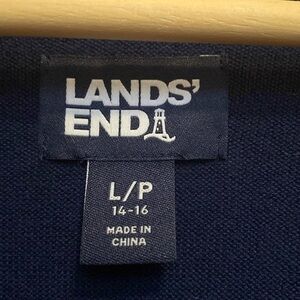 LANDS'
END
L/P
14-16
MADE IN
CHINA